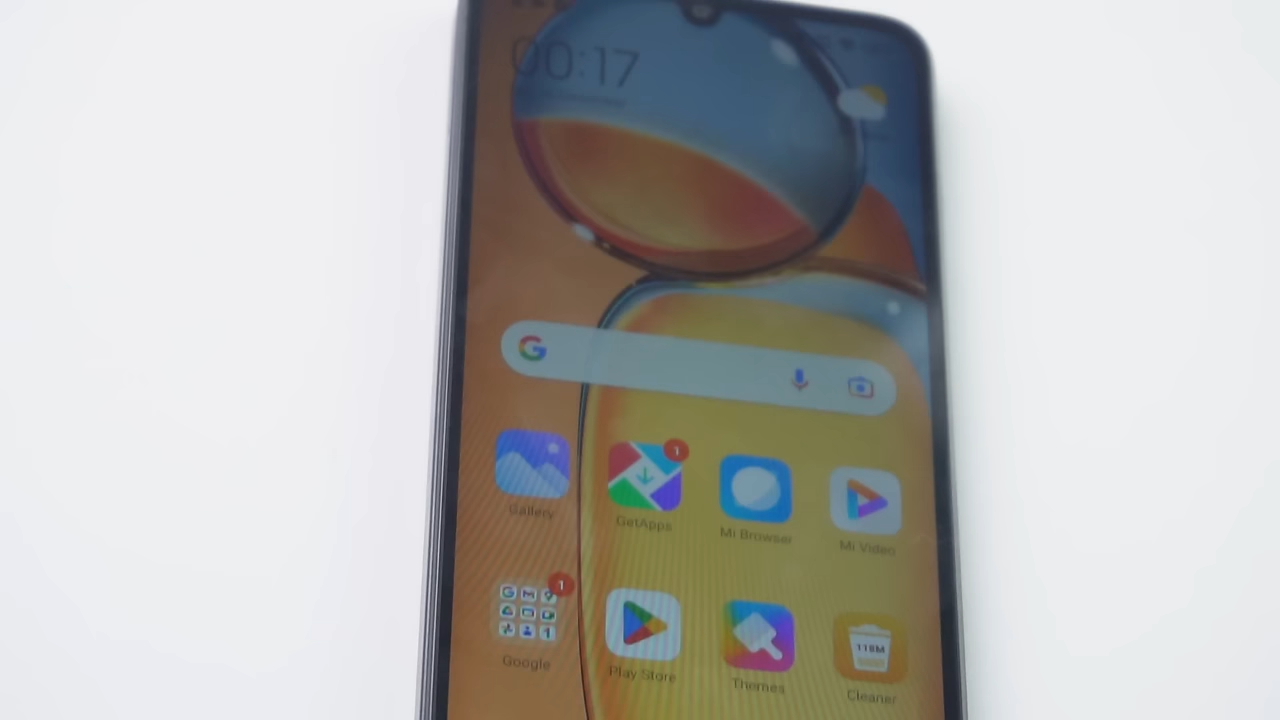 00:17
G
Gallery
1
GetApps
Mi Browser
Mi Video
1
Google
Play Store
Themes
118M
Cleaner